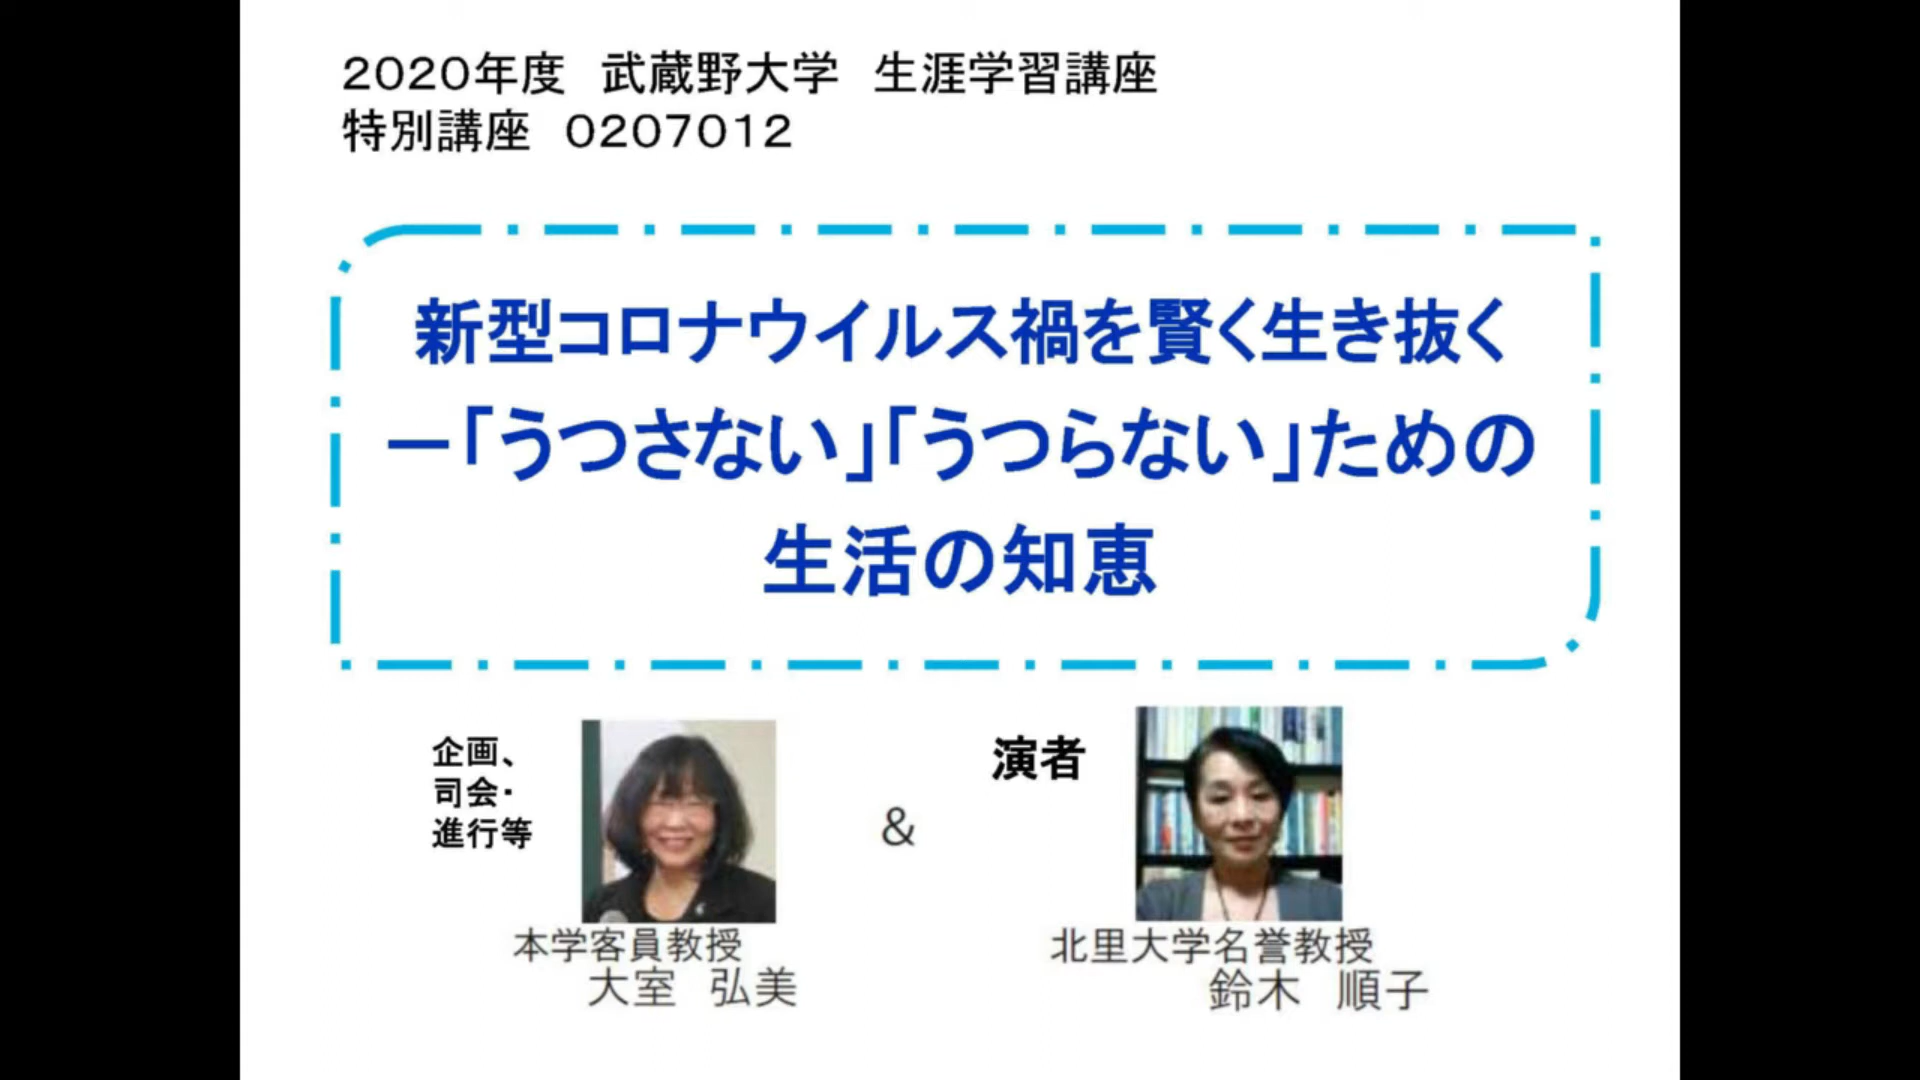 2020年度　武蔵野大学　生涯学習講座
特別講座　0207012
新型コロナウイルス禍を賢く生き抜く
－「うつさない」「うつらない」ための
生活の知恵
企画、
司会・
進行等
本学客員教授
大室　弘美
&
演者
北里大学名誉教授
鈴木　順子